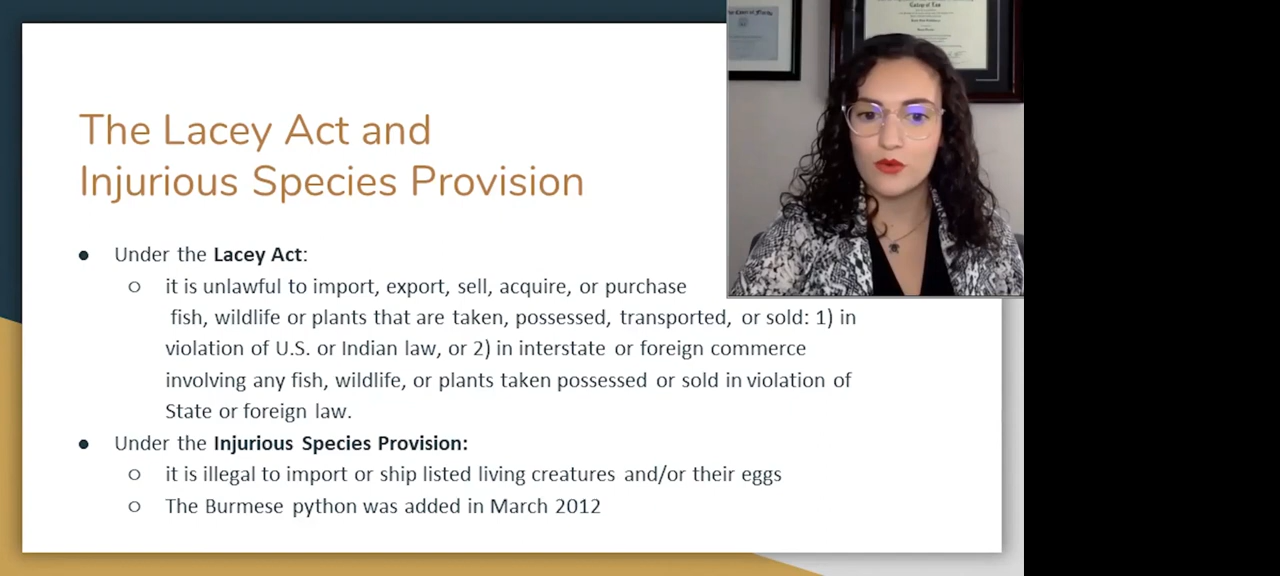 The Lacey Act and
Injurious Species Provision
● Under the Lacey Act:
○ it is unlawful to import, export, sell, acquire, or purchase
fish, wildlife or plants that are taken, possessed, transported, or sold: 1) in
violation of U.S. or Indian law, or 2) in interstate or foreign commerce
involving any fish, wildlife, or plants taken possessed or sold in violation of
State or foreign law.
● Under the Injurious Species Provision:
○ it is illegal to import or ship listed living creatures and/or their eggs
○ The Burmese python was added in March 2012
College of Law